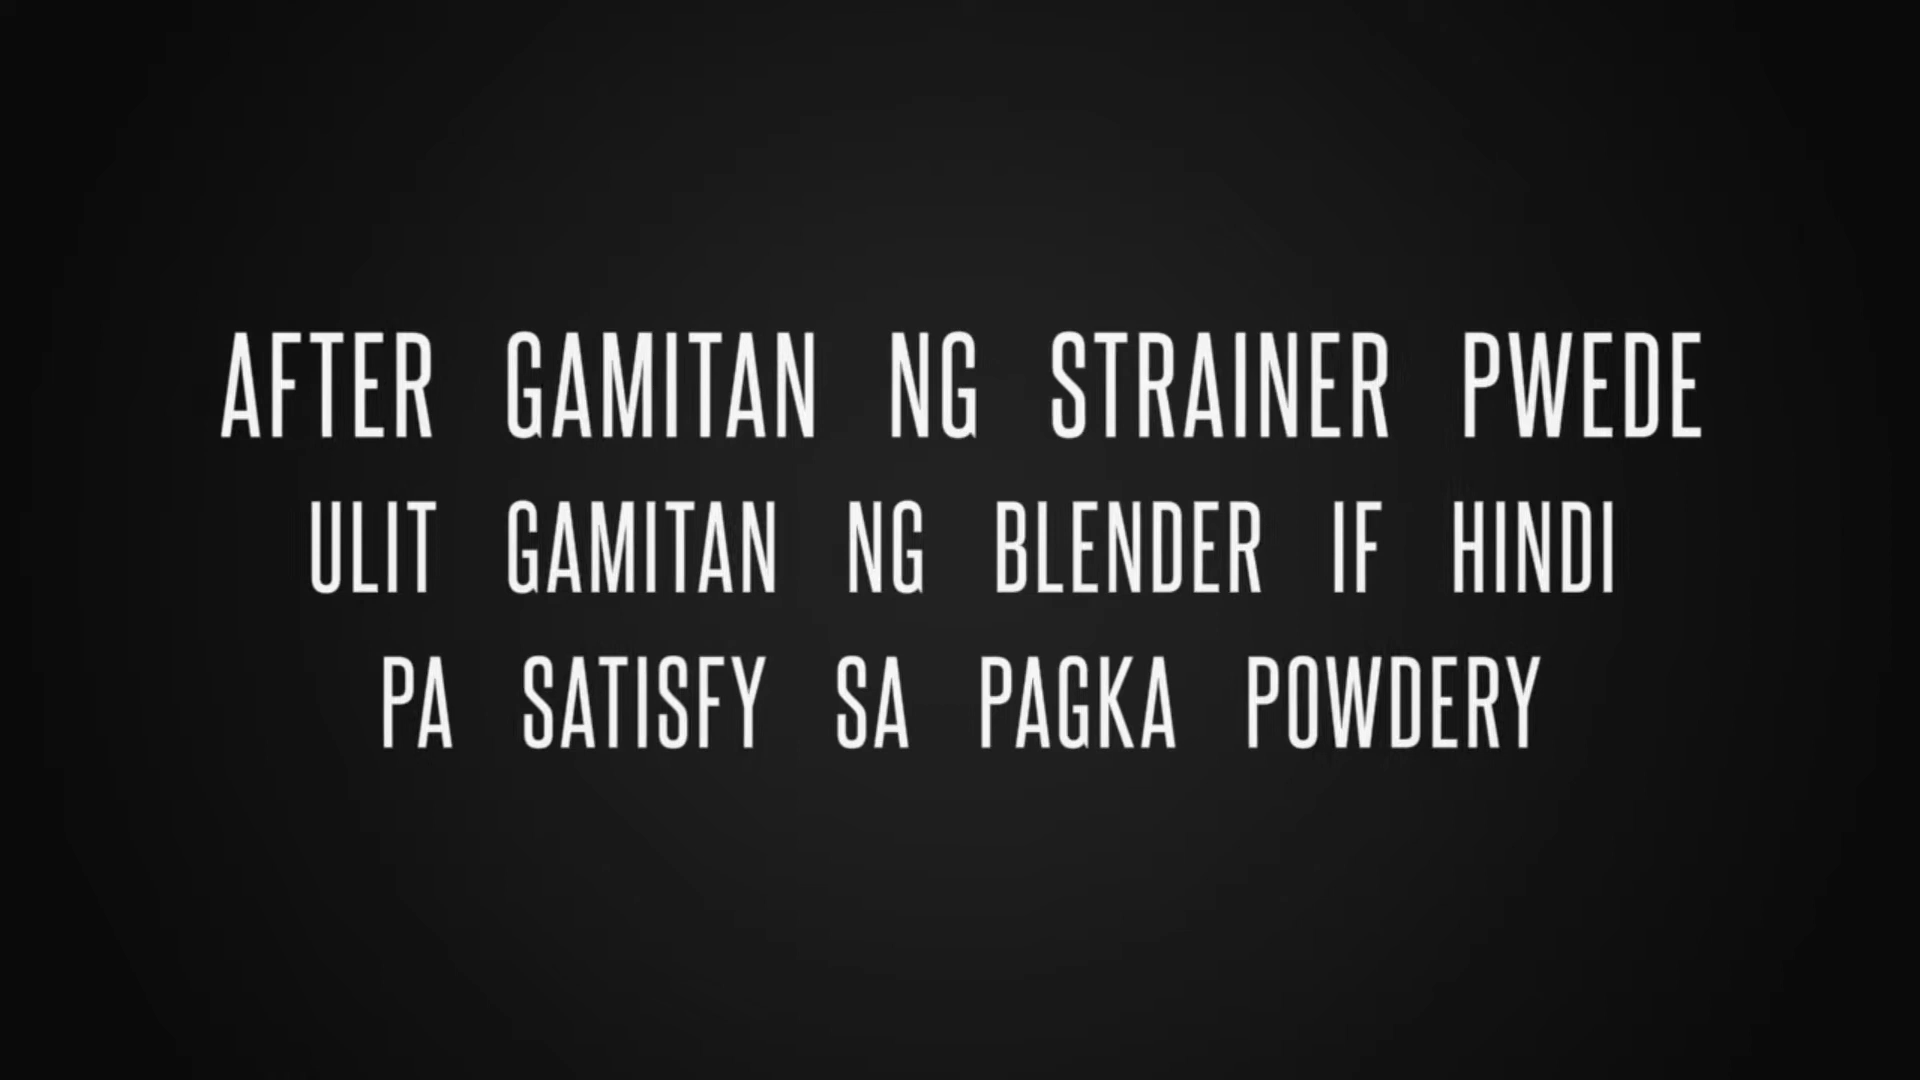 AFTER GAMITAN NG STRAINER PWEDE
ULIT GAMITAN NG BLENDER IF HINDI
PA SATISFY SA PAGKA POWDERY